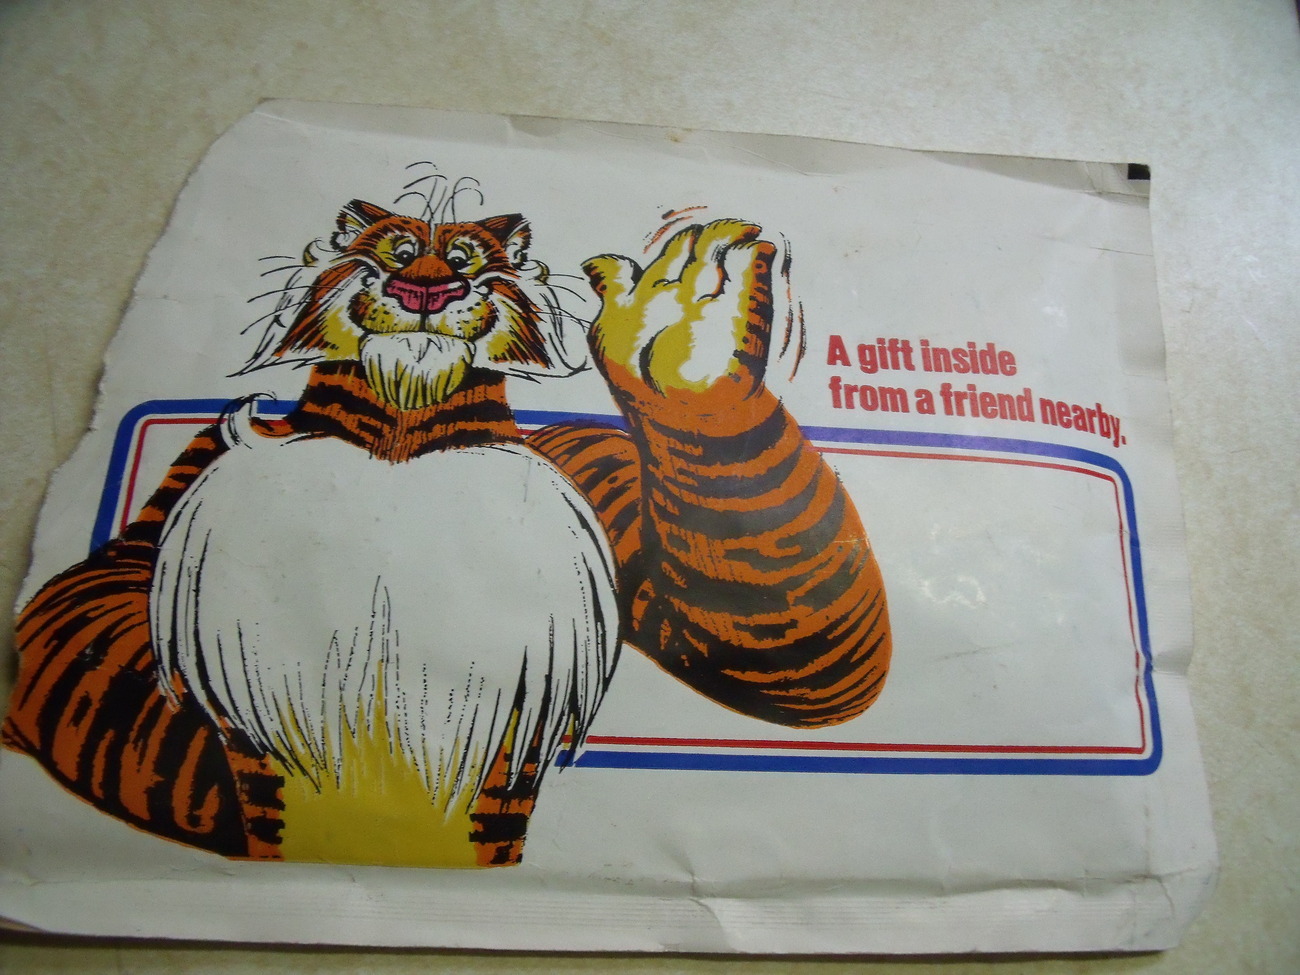 A gift inside
from a friend nearby.